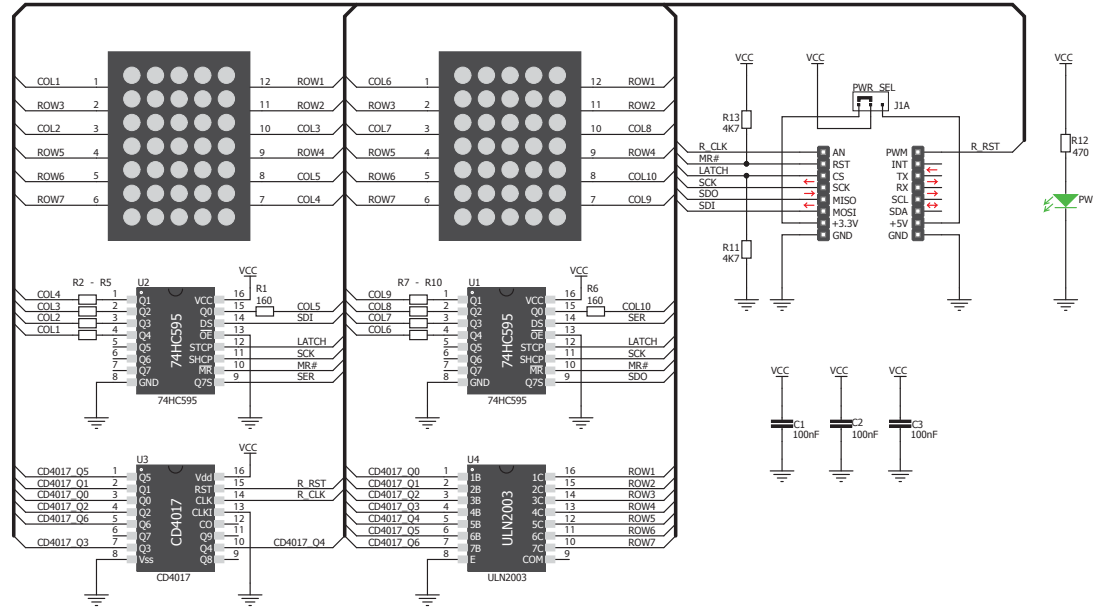 COL1 1 12 ROW1
ROW3 2 11 ROW2
COL2 3 10 COL3
ROW5 4 9 ROW4
ROW6 5 8 COL5
ROW7 6 7 COL4
COL6 1 12 ROW1
ROW3 2 11 ROW2
COL7 3 10 COL8
ROW5 4 9 ROW4
ROW6 5 8 COL10
ROW7 6 7 COL9
VCC
VCC
VCC
PWR SEL
J1A
R13
4K7
R12
470
PW
R_CLK AN PWM R_RST
MR# RST INT
LATCH CS TX
SCK SCK RX
SDO MISO SCL
SDI MOSI SDA
+3.3V +5V
GND GND
R11
4K7
R2 - R5
U2
VCC
R1
160
COL4 1 Q1 VCC 16
COL3 2 Q2 Q0 15 COL5
COL2 3 Q3 DS 14 SDI
COL1 4 Q4 OE 13
5 Q5 STCP 12 LATCH
6 Q6 SHCP 11 SCK
7 Q7 MR 10 MR#
8 GND Q7S 9 SER
74HC595
74HC595
R7 - R10
U1
VCC
R6
160
COL9 1 Q1 VCC 16
COL8 2 Q2 Q0 15 COL10
COL7 3 Q3 DS 14 SER
COL6 4 Q4 OE 13
5 Q5 STCP 12 LATCH
6 Q6 SHCP 11 SCK
7 Q7 MR 10 MR#
8 GND Q7S 9 SDO
74HC595
74HC595
VCC
VCC
VCC
C1
100nF
C2
100nF
C3
100nF
U3
VCC
CD4017_Q5 1 Q5 Vdd 16
CD4017_Q1 2 Q1 RST 15 R_RST
CD4017_Q0 3 Q0 CLK 14 R_CLK
CD4017_Q2 4 Q2 CLKI 13
CD4017_Q6 5 Q6 CO 12
6 Q7 Q9 11
CD4017_Q3 7 Q3 Q4 10 CD4017_Q4
8 Vss Q8 9
CD4017
CD4017
U4
CD4017_Q0 1 1B 1C 16 ROW1
CD4017_Q1 2 2B 2C 15 ROW2
CD4017_Q2 3 3B 3C 14 ROW3
CD4017_Q3 4 4B 4C 13 ROW4
CD4017_Q4 5 5B 5C 12 ROW5
CD4017_Q5 6 6B 6C 11 ROW6
CD4017_Q6 7 7B 7C 10 ROW7
8 E COM 9
ULN2003
ULN2003